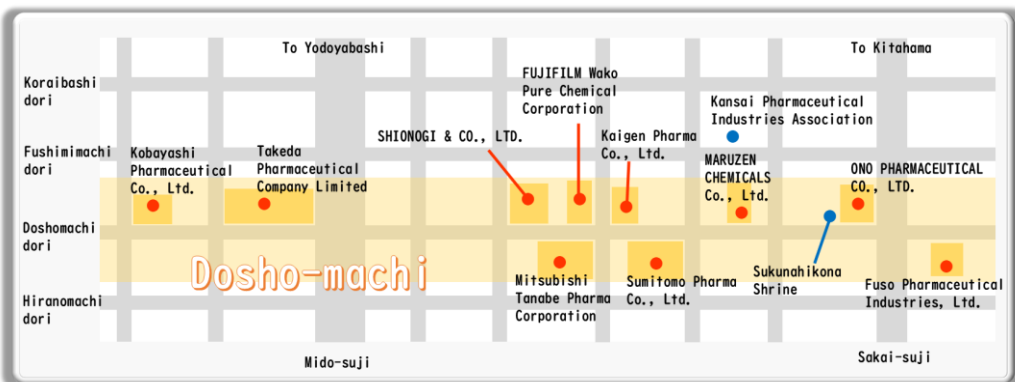 To Yodoyabashi
To Kitahama
Koraibashi
dori
FUJIFILM Wako
Pure Chemical
Corporation
Kansai Pharmaceutical
Industries Association
SHIONOGI & CO., LTD.
Kaigen Pharma
Co., Ltd.
Fushimimachi
dori
Kobayashi
Pharmaceutical
Co., Ltd.
Takeda
Pharmaceutical
Company Limited
MARUZEN
CHEMICALS
Co., Ltd.
ONO PHARMACEUTICAL
CO., LTD.
Doshomachi
dori
Dosho-machi
Mitsubishi
Tanabe Pharma
Corporation
Sumitomo Pharma
Co., Ltd.
Sukunahikona
Shrine
Fuso Pharmaceutical
Industries, Ltd.
Hiranomachi
dori
Mido-suji
Sakai-suji